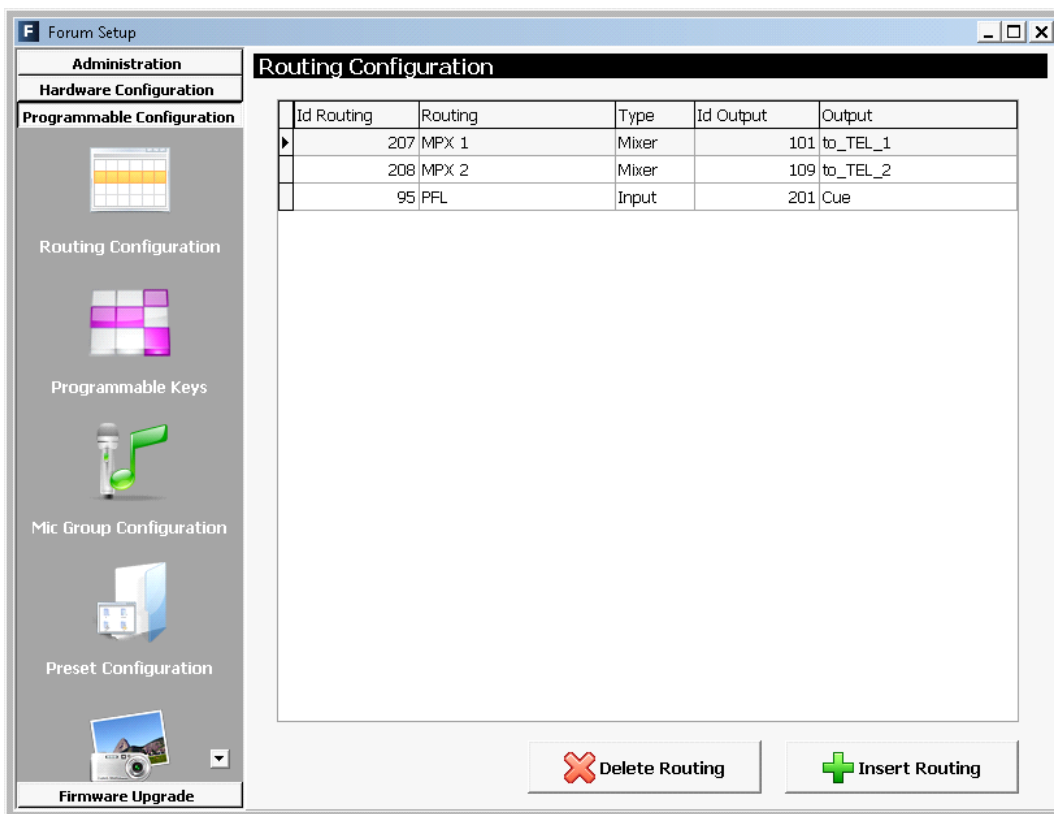 F Forum Setup
Administration
Hardware Configuration
Programmable Configuration
Routing Configuration
Programmable Keys
Mic Group Configuration
Preset Configuration
Firmware Upgrade
Routing Configuration
Id Routing Routing Type Id Output Output
207 MPX 1 Mixer 101 to_TEL_1
208 MPX 2 Mixer 109 to_TEL_2
95 PFL Input 201 Cue
Delete Routing
Insert Routing